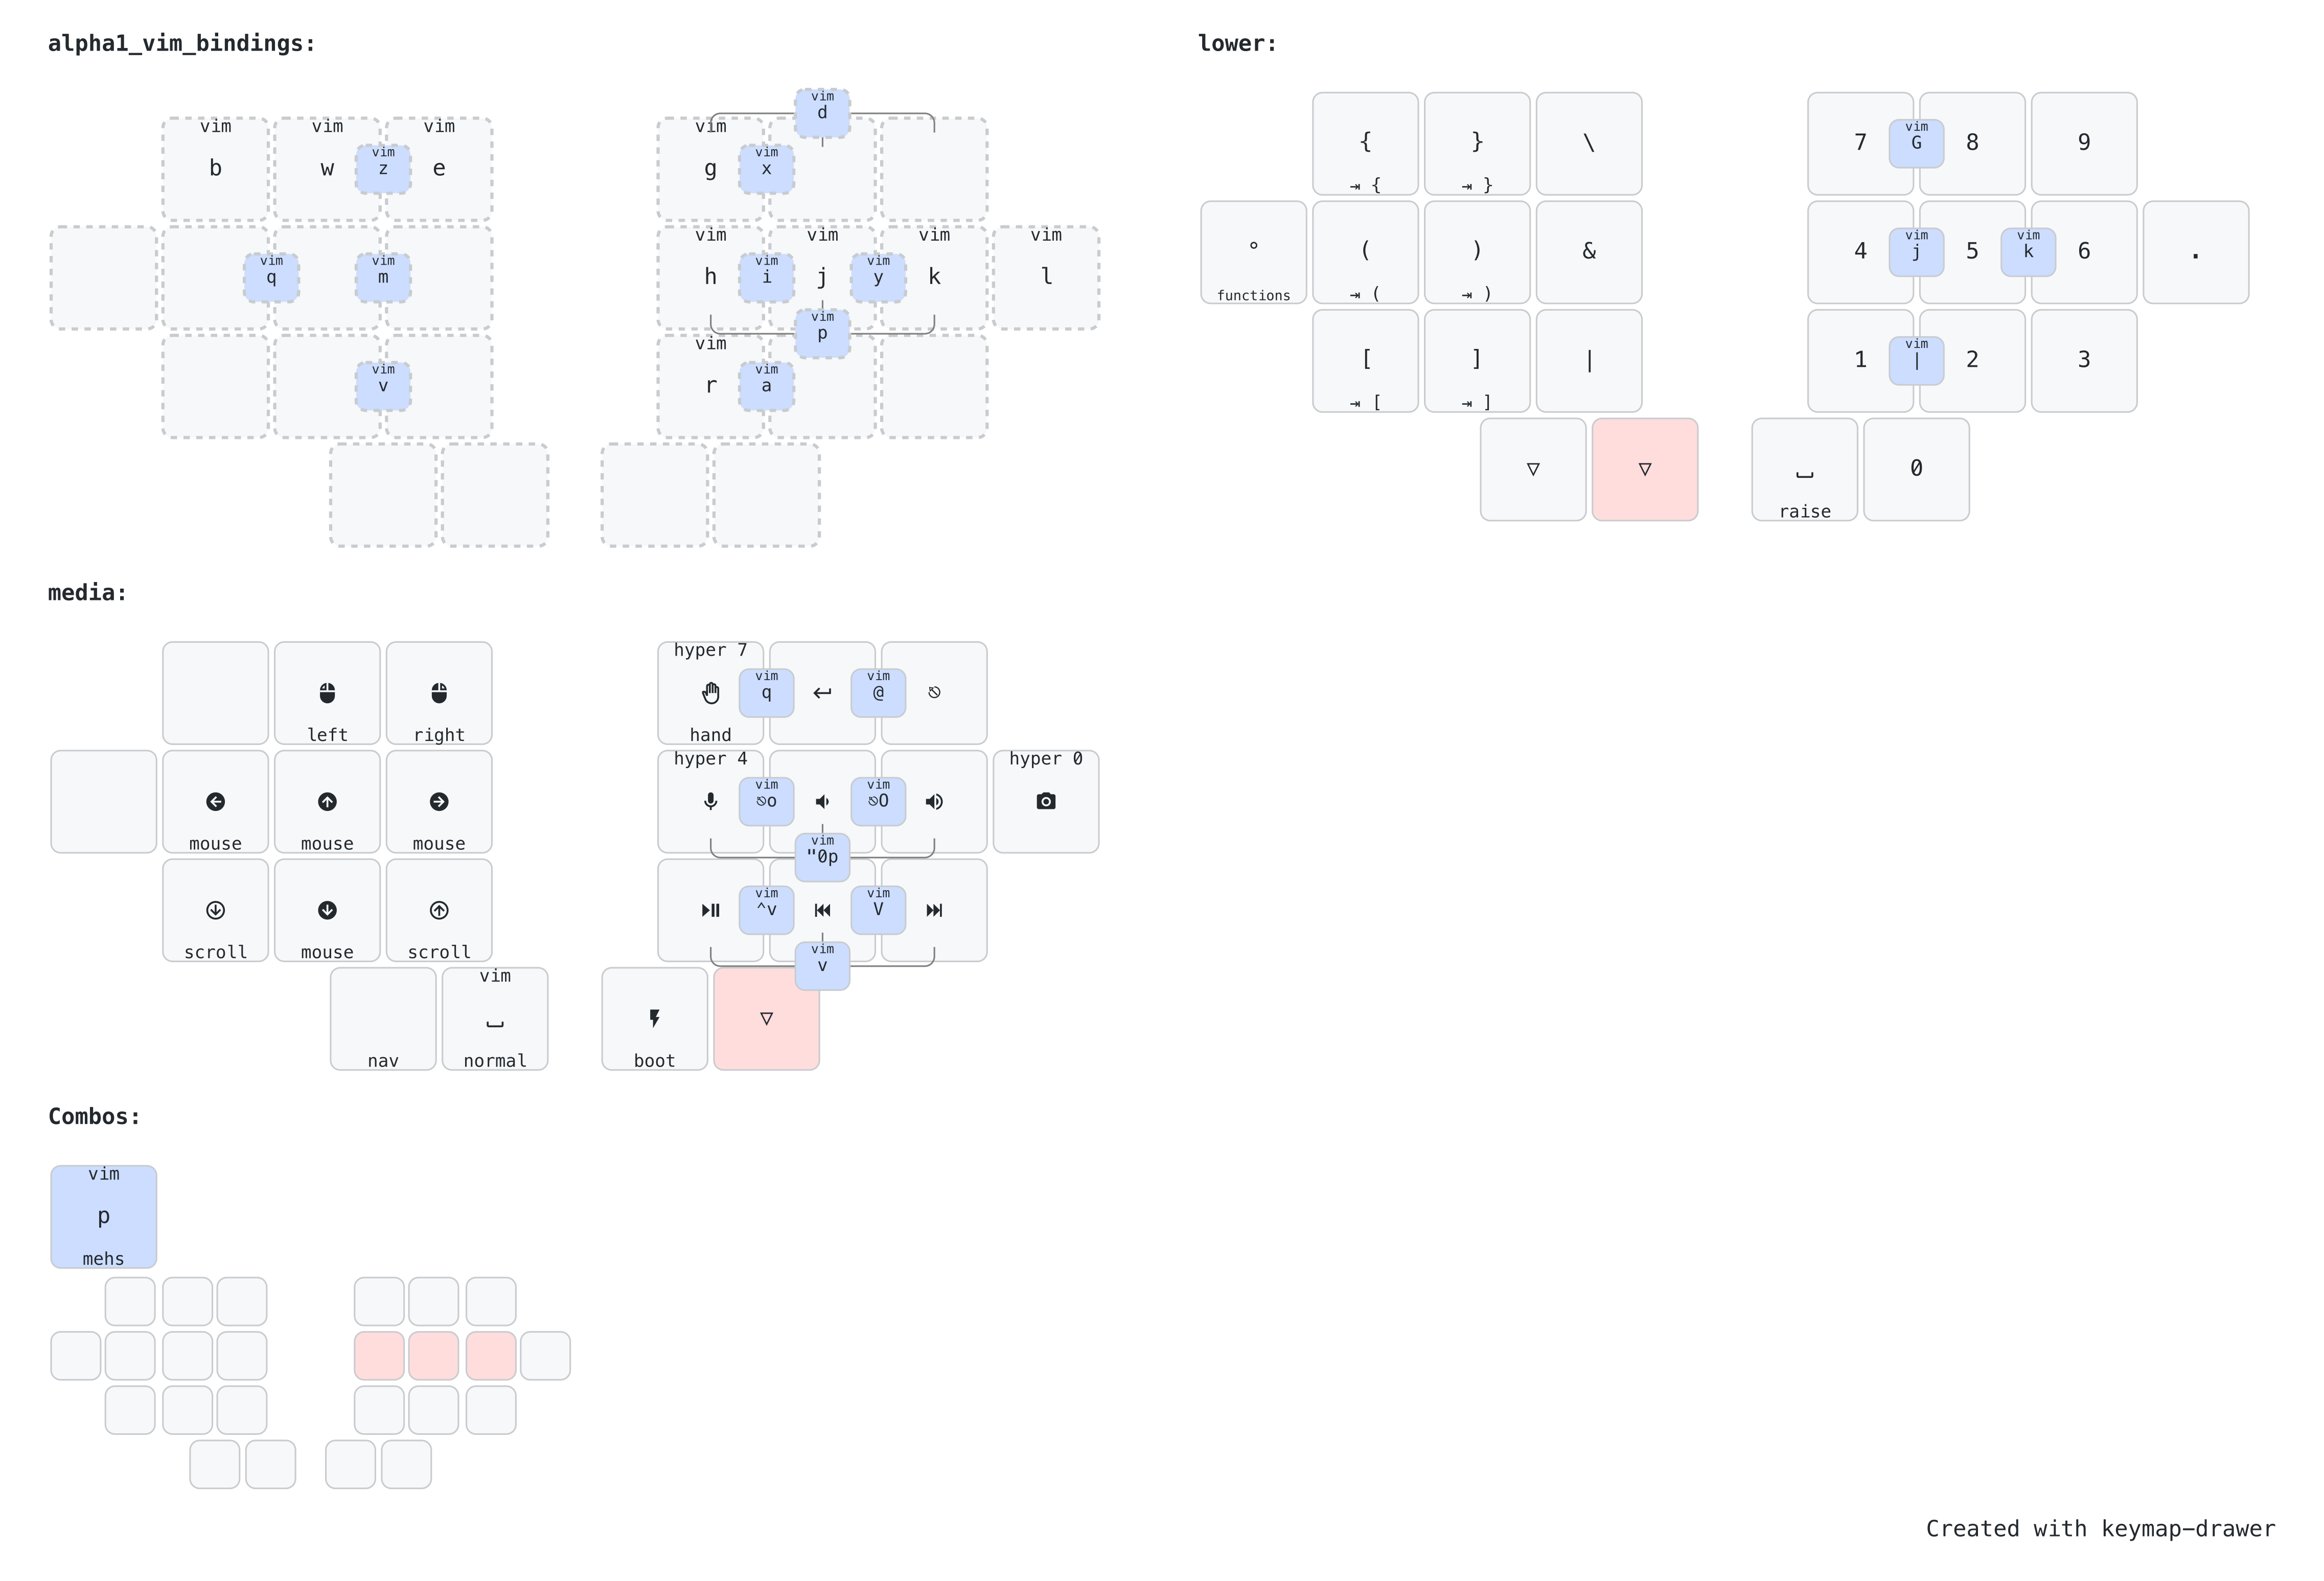 alpha1_vim_bindings:
vim
d
vim vim vim vim
b w vim z e g vim x
vim vim vim vim
vim q vim m h vim i j vim y k l
vim
p
vim
vim v r vim a
lower:
{ } \ 7 vim G 8 9
⇥ { ⇥ }
° ( ) & 4 vim j 5 vim k 6 .
functions ⇥ ( ⇥ )
[ ] | 1 vim | 2 3
⇥ [ ⇥ ]
▽ ▽ ⎵ 0
raise
media:
hyper 7
vim q ↵ vim @ ⎋
left right hand
hyper 4 hyper 0
vim ⎋o vim ⎋O
mouse mouse mouse
vim
"0p
vim ^v vim V
scroll mouse scroll
vim
v
vim
⎵ ▽
nav normal boot
Combos:
vim
p
mehs
Created with keymap-drawer